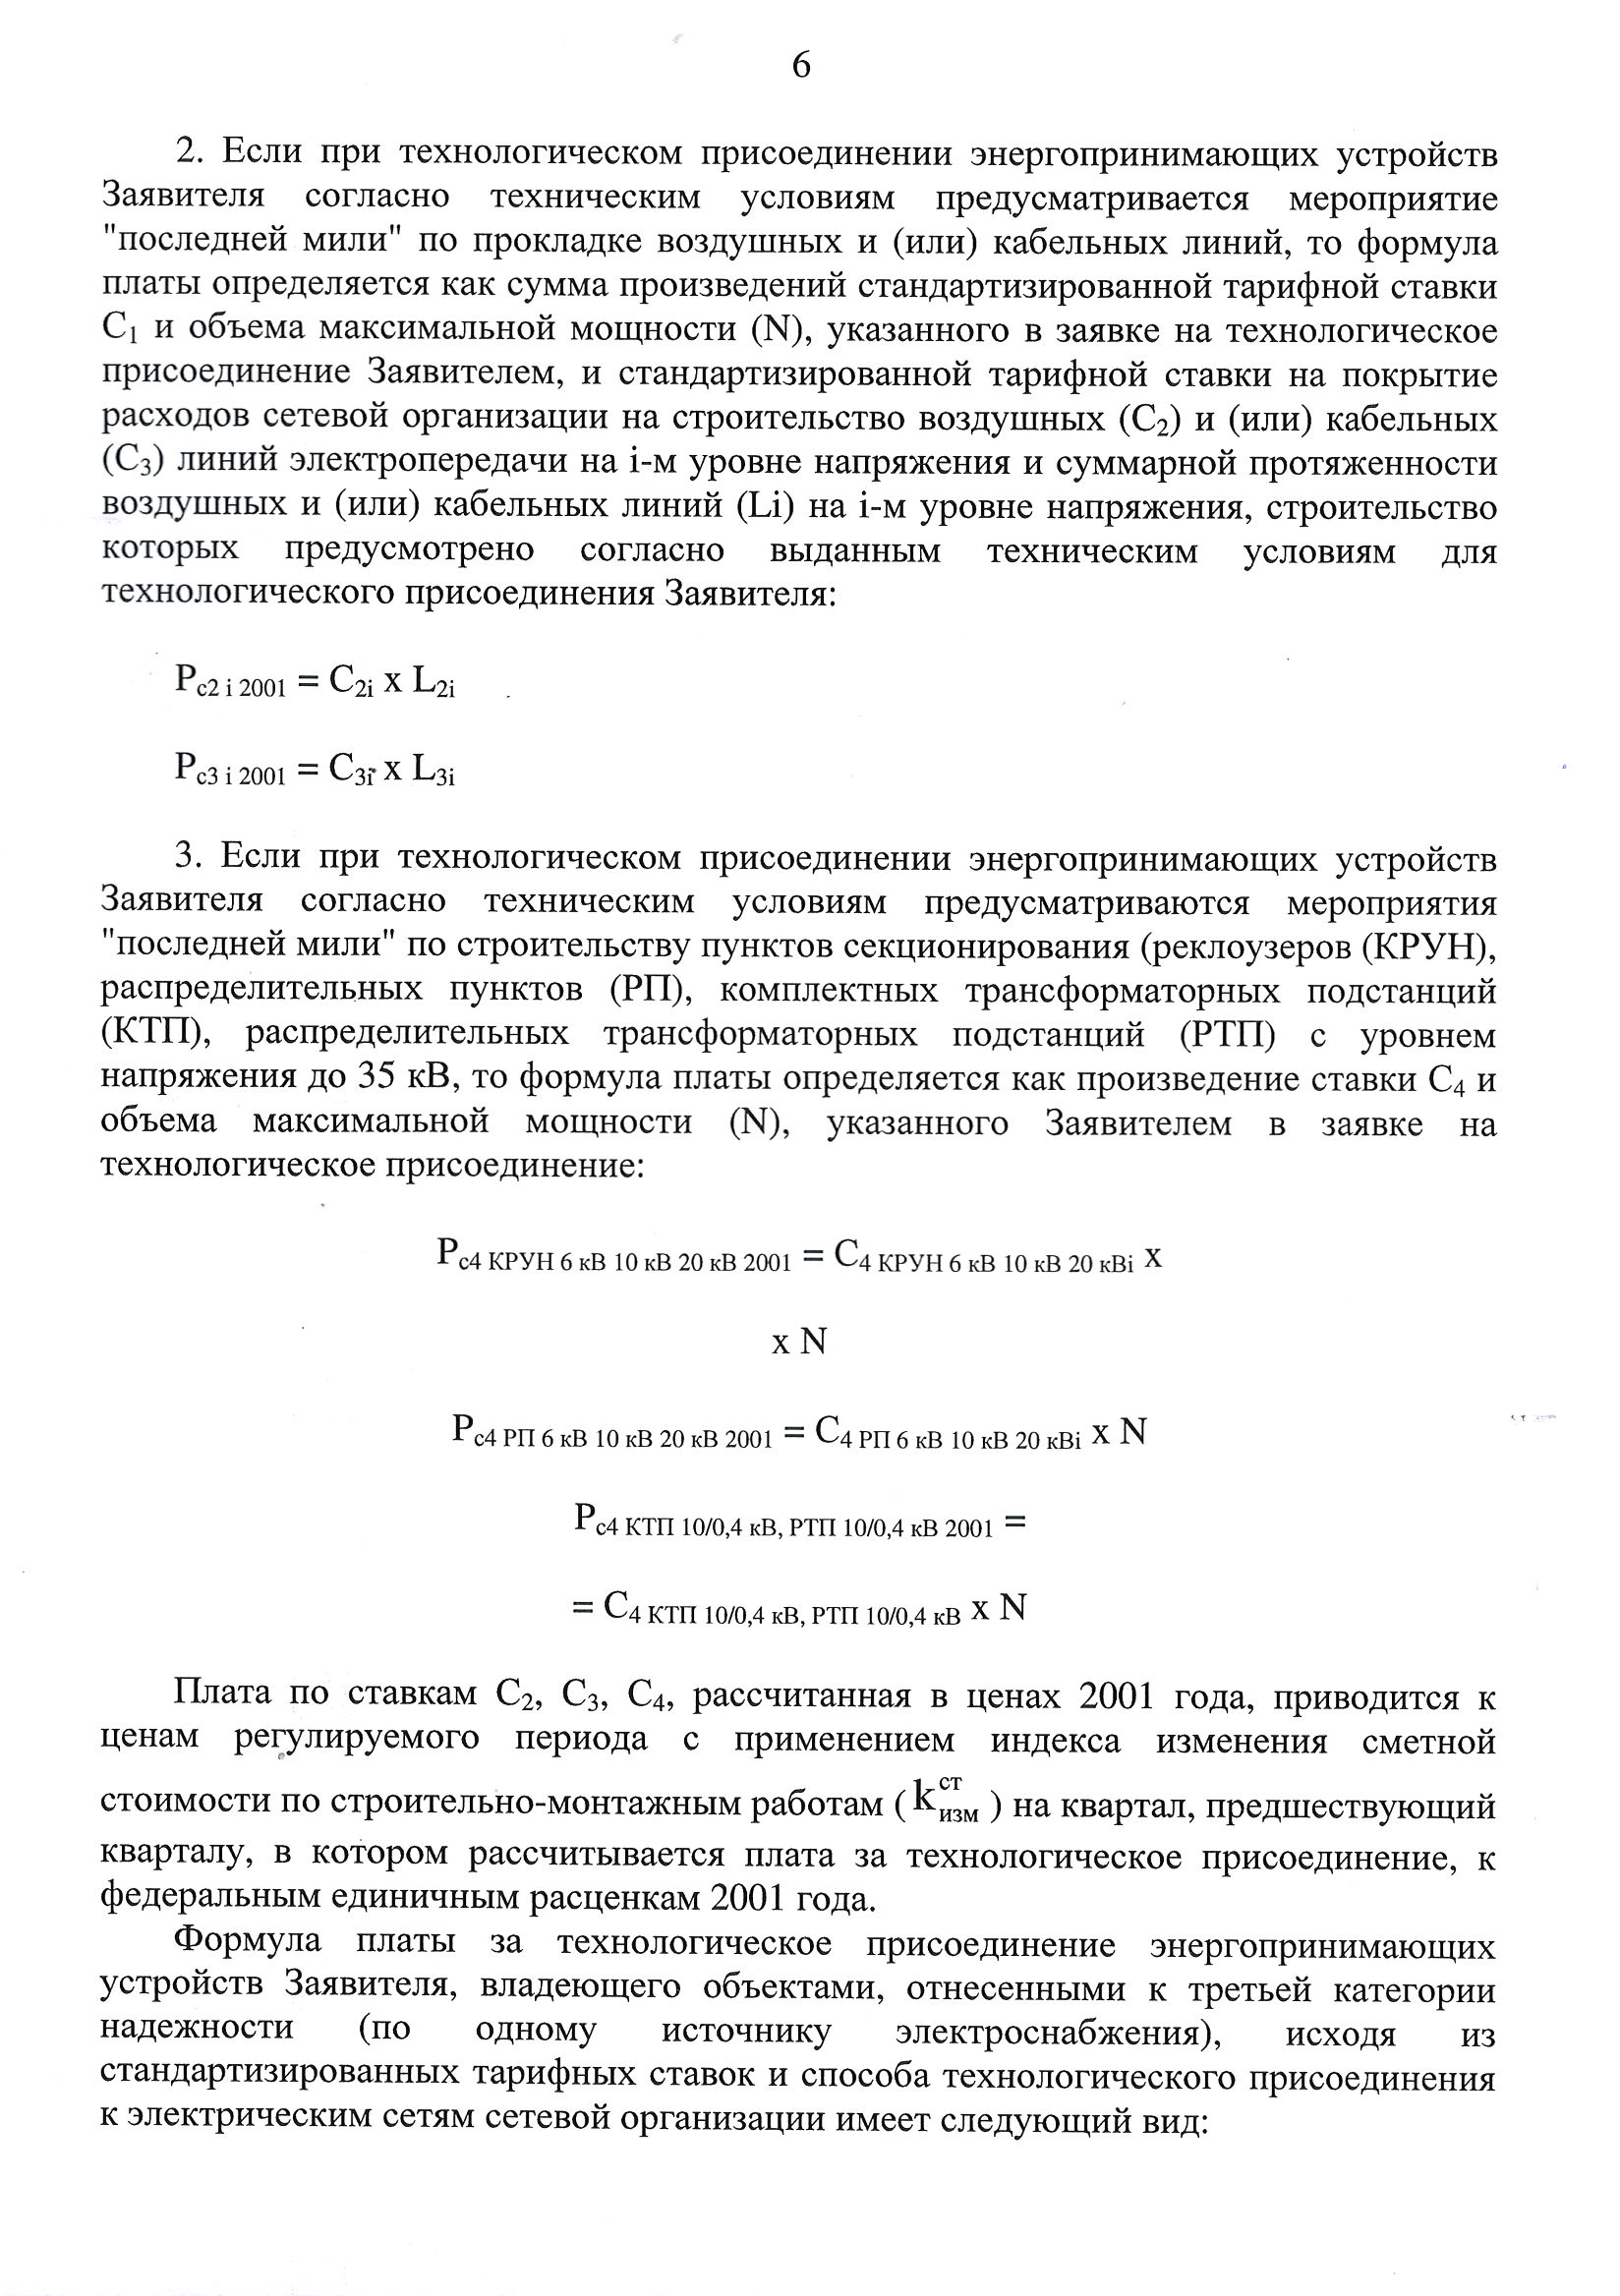 6
2. Если при технологическом присоединении энергопринимающих устройств
Заявителя согласно техническим условиям предусматривается мероприятие
"последней мили" по прокладке воздушных и (или) кабельных линий, то формула
платы определяется как сумма произведений стандартизированной тарифной ставки
C₁ и объема максимальной мощности (N), указанного в заявке на технологическое
присоединение Заявителем, и стандартизированной тарифной ставки на покрытие
расходов сетевой организации на строительство воздушных (C₂) и (или) кабельных
(C₃) линий электропередачи на i-м уровне напряжения и суммарной протяженности
воздушных и (или) кабельных линий (Li) на i-м уровне напряжения, строительство
которых предусмотрено согласно выданным техническим условиям для
технологического присоединения Заявителя:
Pс2 i 2001 = C2i x L2i
Pс3 i 2001 = C3i x L3i
3. Если при технологическом присоединении энергопринимающих устройств
Заявителя согласно техническим условиям предусматриваются мероприятия
"последней мили" по строительству пунктов секционирования (реклоузеров (КРУН),
распределительных пунктов (РП), комплектных трансформаторных подстанций
(КТП), распределительных трансформаторных подстанций (РТП) с уровнем
напряжения до 35 кВ, то формула платы определяется как произведение ставки C₄ и
объема максимальной мощности (N), указанного Заявителем в заявке на
технологическое присоединение:
Pс4 КРУН 6 кВ 10 кВ 20 кВ 2001 = C4 КРУН 6 кВ 10 кВ 20 кВi x
x N
Pс4 РП 6 кВ 10 кВ 20 кВ 2001 = C4 РП 6 кВ 10 кВ 20 кВi x N
Pс4 КТП 10/0,4 кВ, РТП 10/0,4 кВ 2001 =
= C4 КТП 10/0,4 кВ, РТП 10/0,4 кВ x N
Плата по ставкам C₂, C₃, C₄, рассчитанная в ценах 2001 года, приводится к
ценам регулируемого периода с применением индекса изменения сметной
стоимости по строительно-монтажным работам ( k ст изм ) на квартал, предшествующий
кварталу, в котором рассчитывается плата за технологическое присоединение, к
федеральным единичным расценкам 2001 года.
Формула платы за технологическое присоединение энергопринимающих
устройств Заявителя, владеющего объектами, отнесенными к третьей категории
надежности (по одному источнику электроснабжения), исходя из
стандартизированных тарифных ставок и способа технологического присоединения
к электрическим сетям сетевой организации имеет следующий вид: